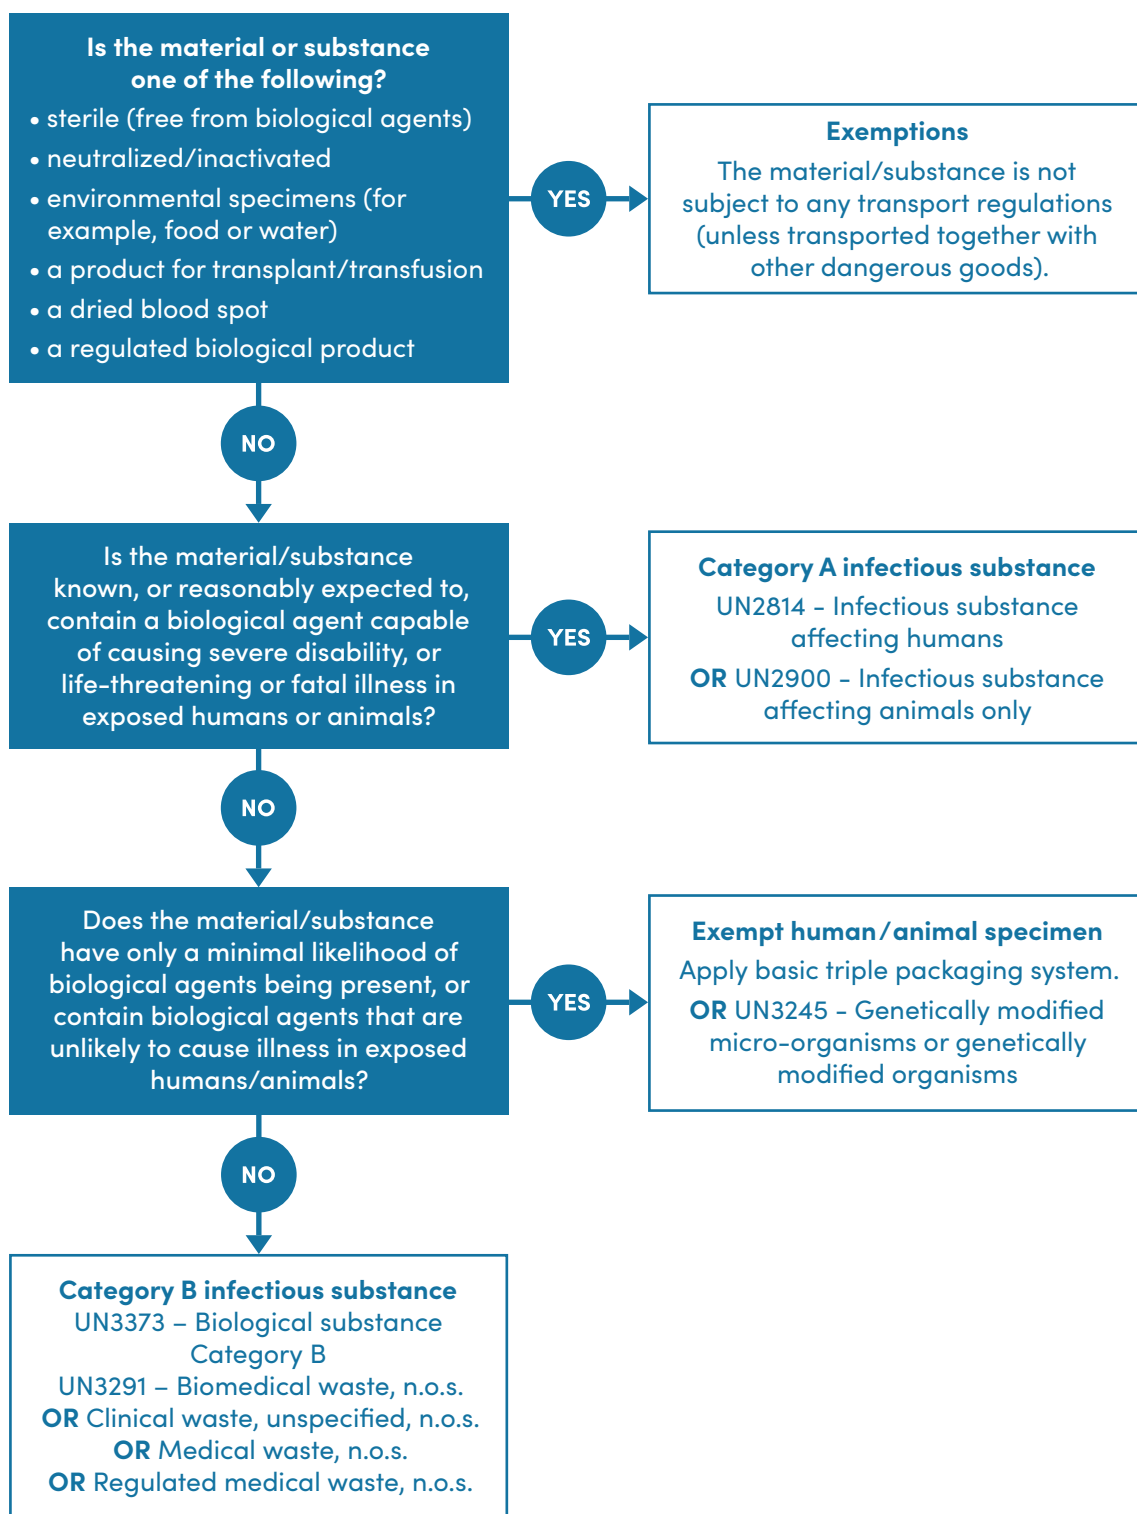 Is the material or substance
one of the following?
• sterile (free from biological agents)
• neutralized/inactivated
• environmental specimens (for
example, food or water)
• a product for transplant/transfusion
• a dried blood spot
• a regulated biological product
YES
Exemptions
The material/substance is not
subject to any transport regulations
(unless transported together with
other dangerous goods).
NO
Is the material/substance
known, or reasonably expected to,
contain a biological agent capable
of causing severe disability, or
life-threatening or fatal illness in
exposed humans or animals?
YES
Category A infectious substance
UN2814 - Infectious substance
affecting humans
OR UN2900 - Infectious substance
affecting animals only
NO
Does the material/substance
have only a minimal likelihood of
biological agents being present, or
contain biological agents that are
unlikely to cause illness in exposed
humans/animals?
YES
Exempt human/animal specimen
Apply basic triple packaging system.
OR UN3245 - Genetically modified
micro-organisms or genetically
modified organisms
NO
Category B infectious substance
UN3373 – Biological substance
Category B
UN3291 – Biomedical waste, n.o.s.
OR Clinical waste, unspecified, n.o.s.
OR Medical waste, n.o.s.
OR Regulated medical waste, n.o.s.